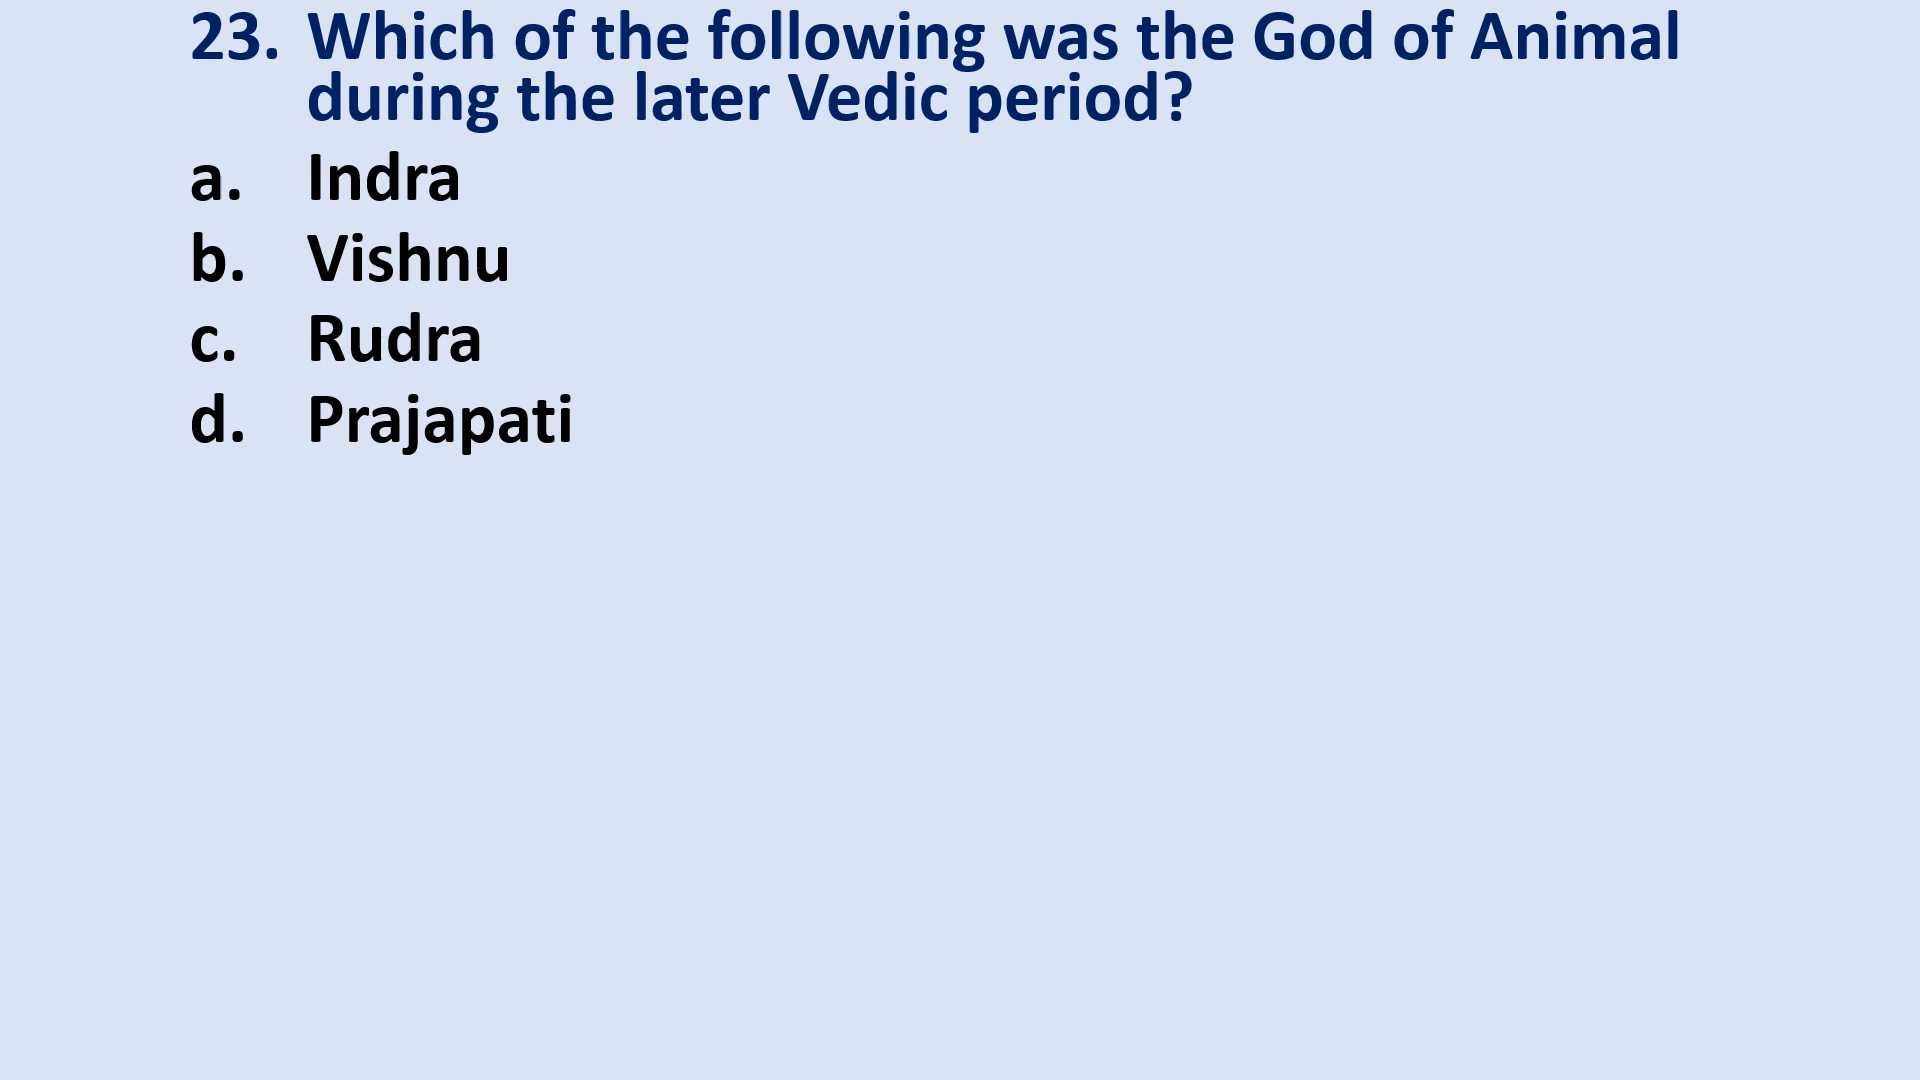 23. Which of the following was the God of Animal
during the later Vedic period?
a. Indra
b. Vishnu
c. Rudra
d. Prajapati